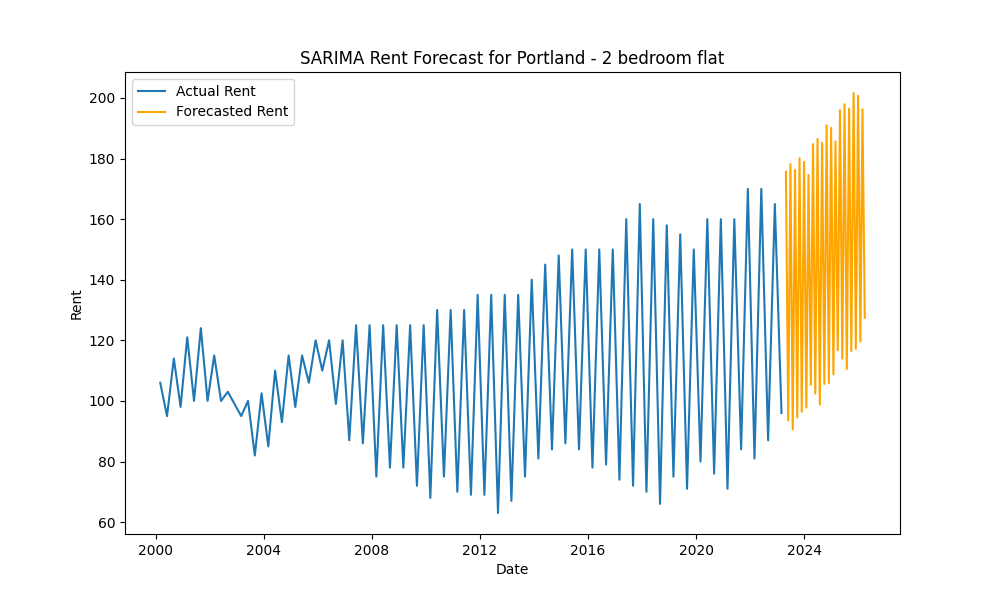 SARIMA Rent Forecast for Portland - 2 bedroom flat
Actual Rent
Forecasted Rent
200
180
160
140
120
100
80
60
Rent
2000 2004 2008 2012 2016 2020 2024
Date